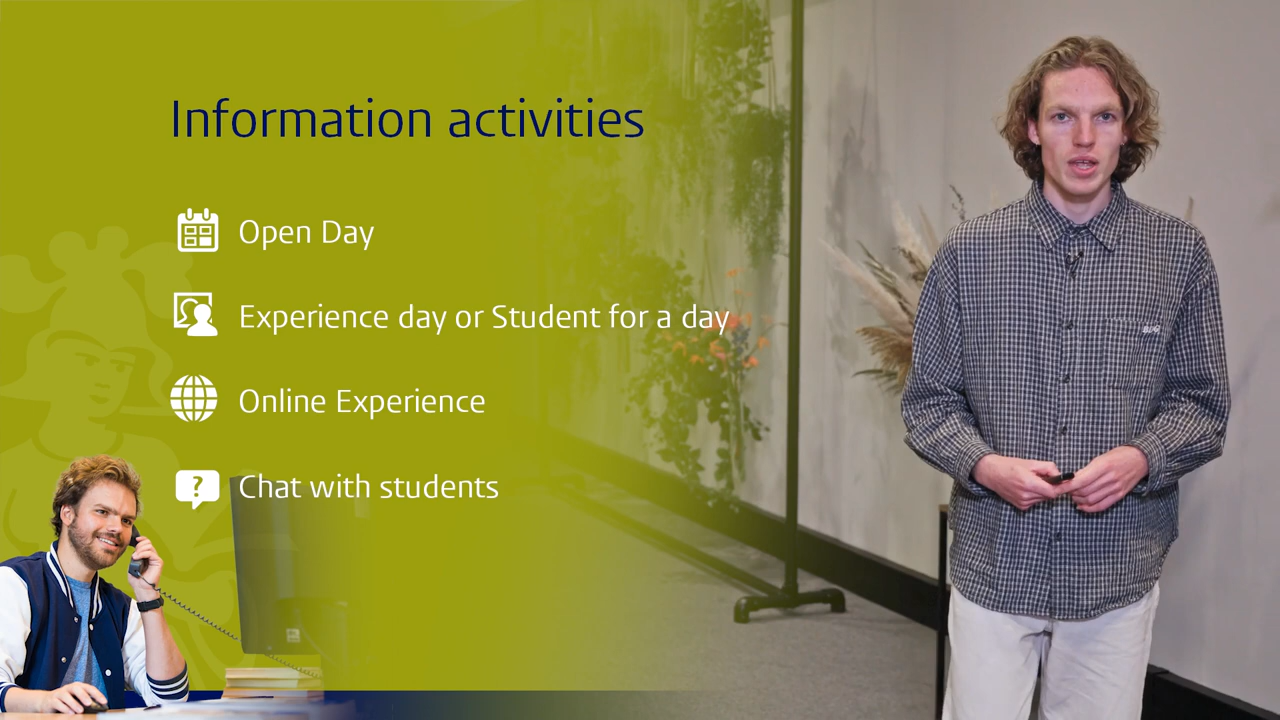 Information activities
Open Day
Experience day or Student for a day
Online Experience
?
Chat with students